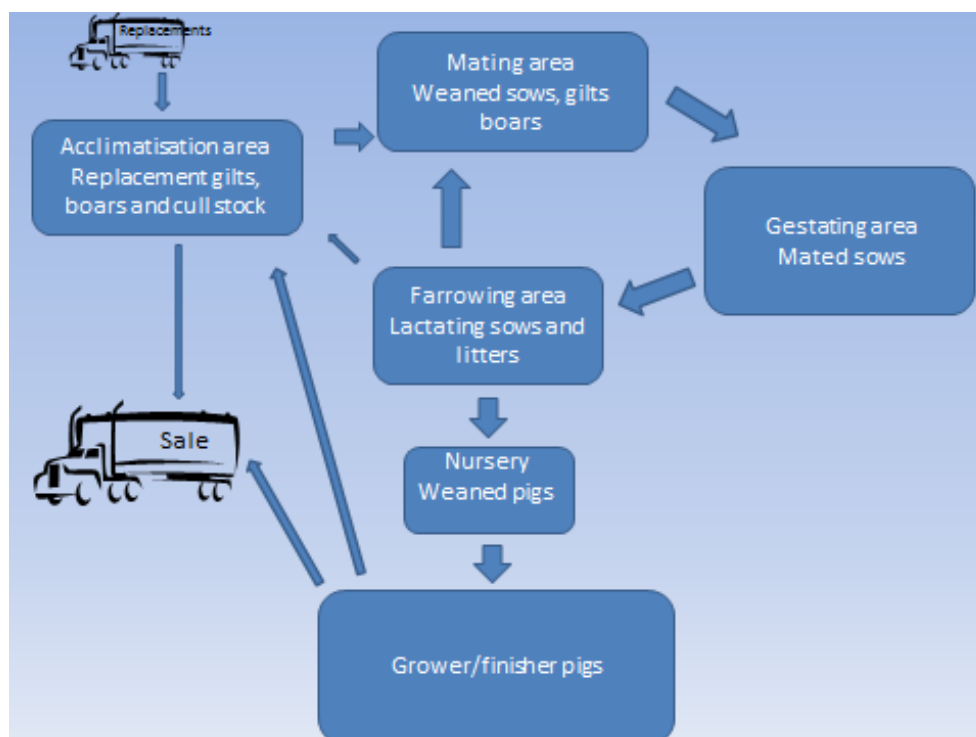 Replacements
Mating area
Weaned sows, gilts
boars
Acclimatisation area
Replacement gilts,
boars and cull stock
Gestating area
Mated sows
Farrowing area
Lactating sows and
litters
Sale
Nursery
Weaned pigs
Grower/finisher pigs